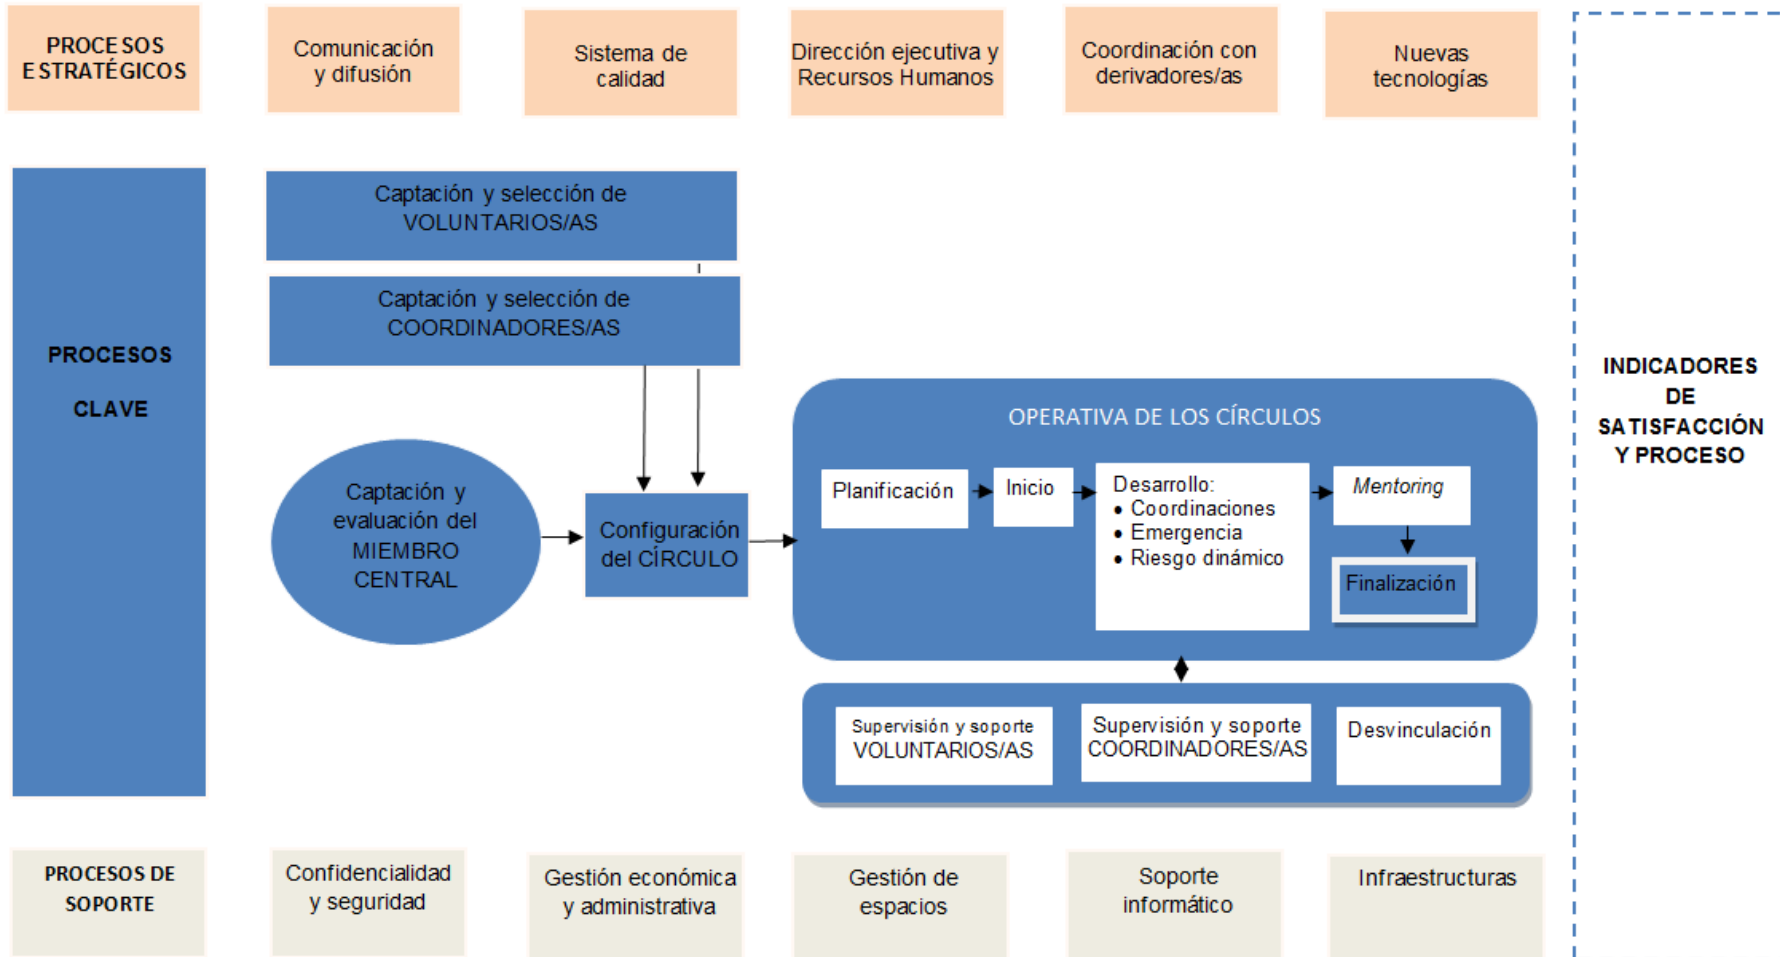 PROCESOS
ESTRATÉGICOS
Comunicación
y difusión
Sistema de
calidad
Dirección ejecutiva y
Recursos Humanos
Coordinación con
derivadores/as
Nuevas
tecnologías
PROCESOS
CLAVE
Captación y selección de
VOLUNTARIOS/AS
Captación y selección de
COORDINADORES/AS
Captación y
evaluación del
MIEMBRO
CENTRAL
Configuración
del CÍRCULO
OPERATIVA DE LOS CÍRCULOS
Planificación
Inicio
Desarrollo:
• Coordinaciones
• Emergencia
• Riesgo dinámico
Mentoring
Finalización
Supervisión y soporte
VOLUNTARIOS/AS
Supervisión y soporte
COORDINADORES/AS
Desvinculación
INDICADORES
DE
SATISFACCIÓN
Y PROCESO
PROCESOS DE
SOPORTE
Confidencialidad
y seguridad
Gestión económica
y administrativa
Gestión de
espacios
Soporte
informático
Infraestructuras